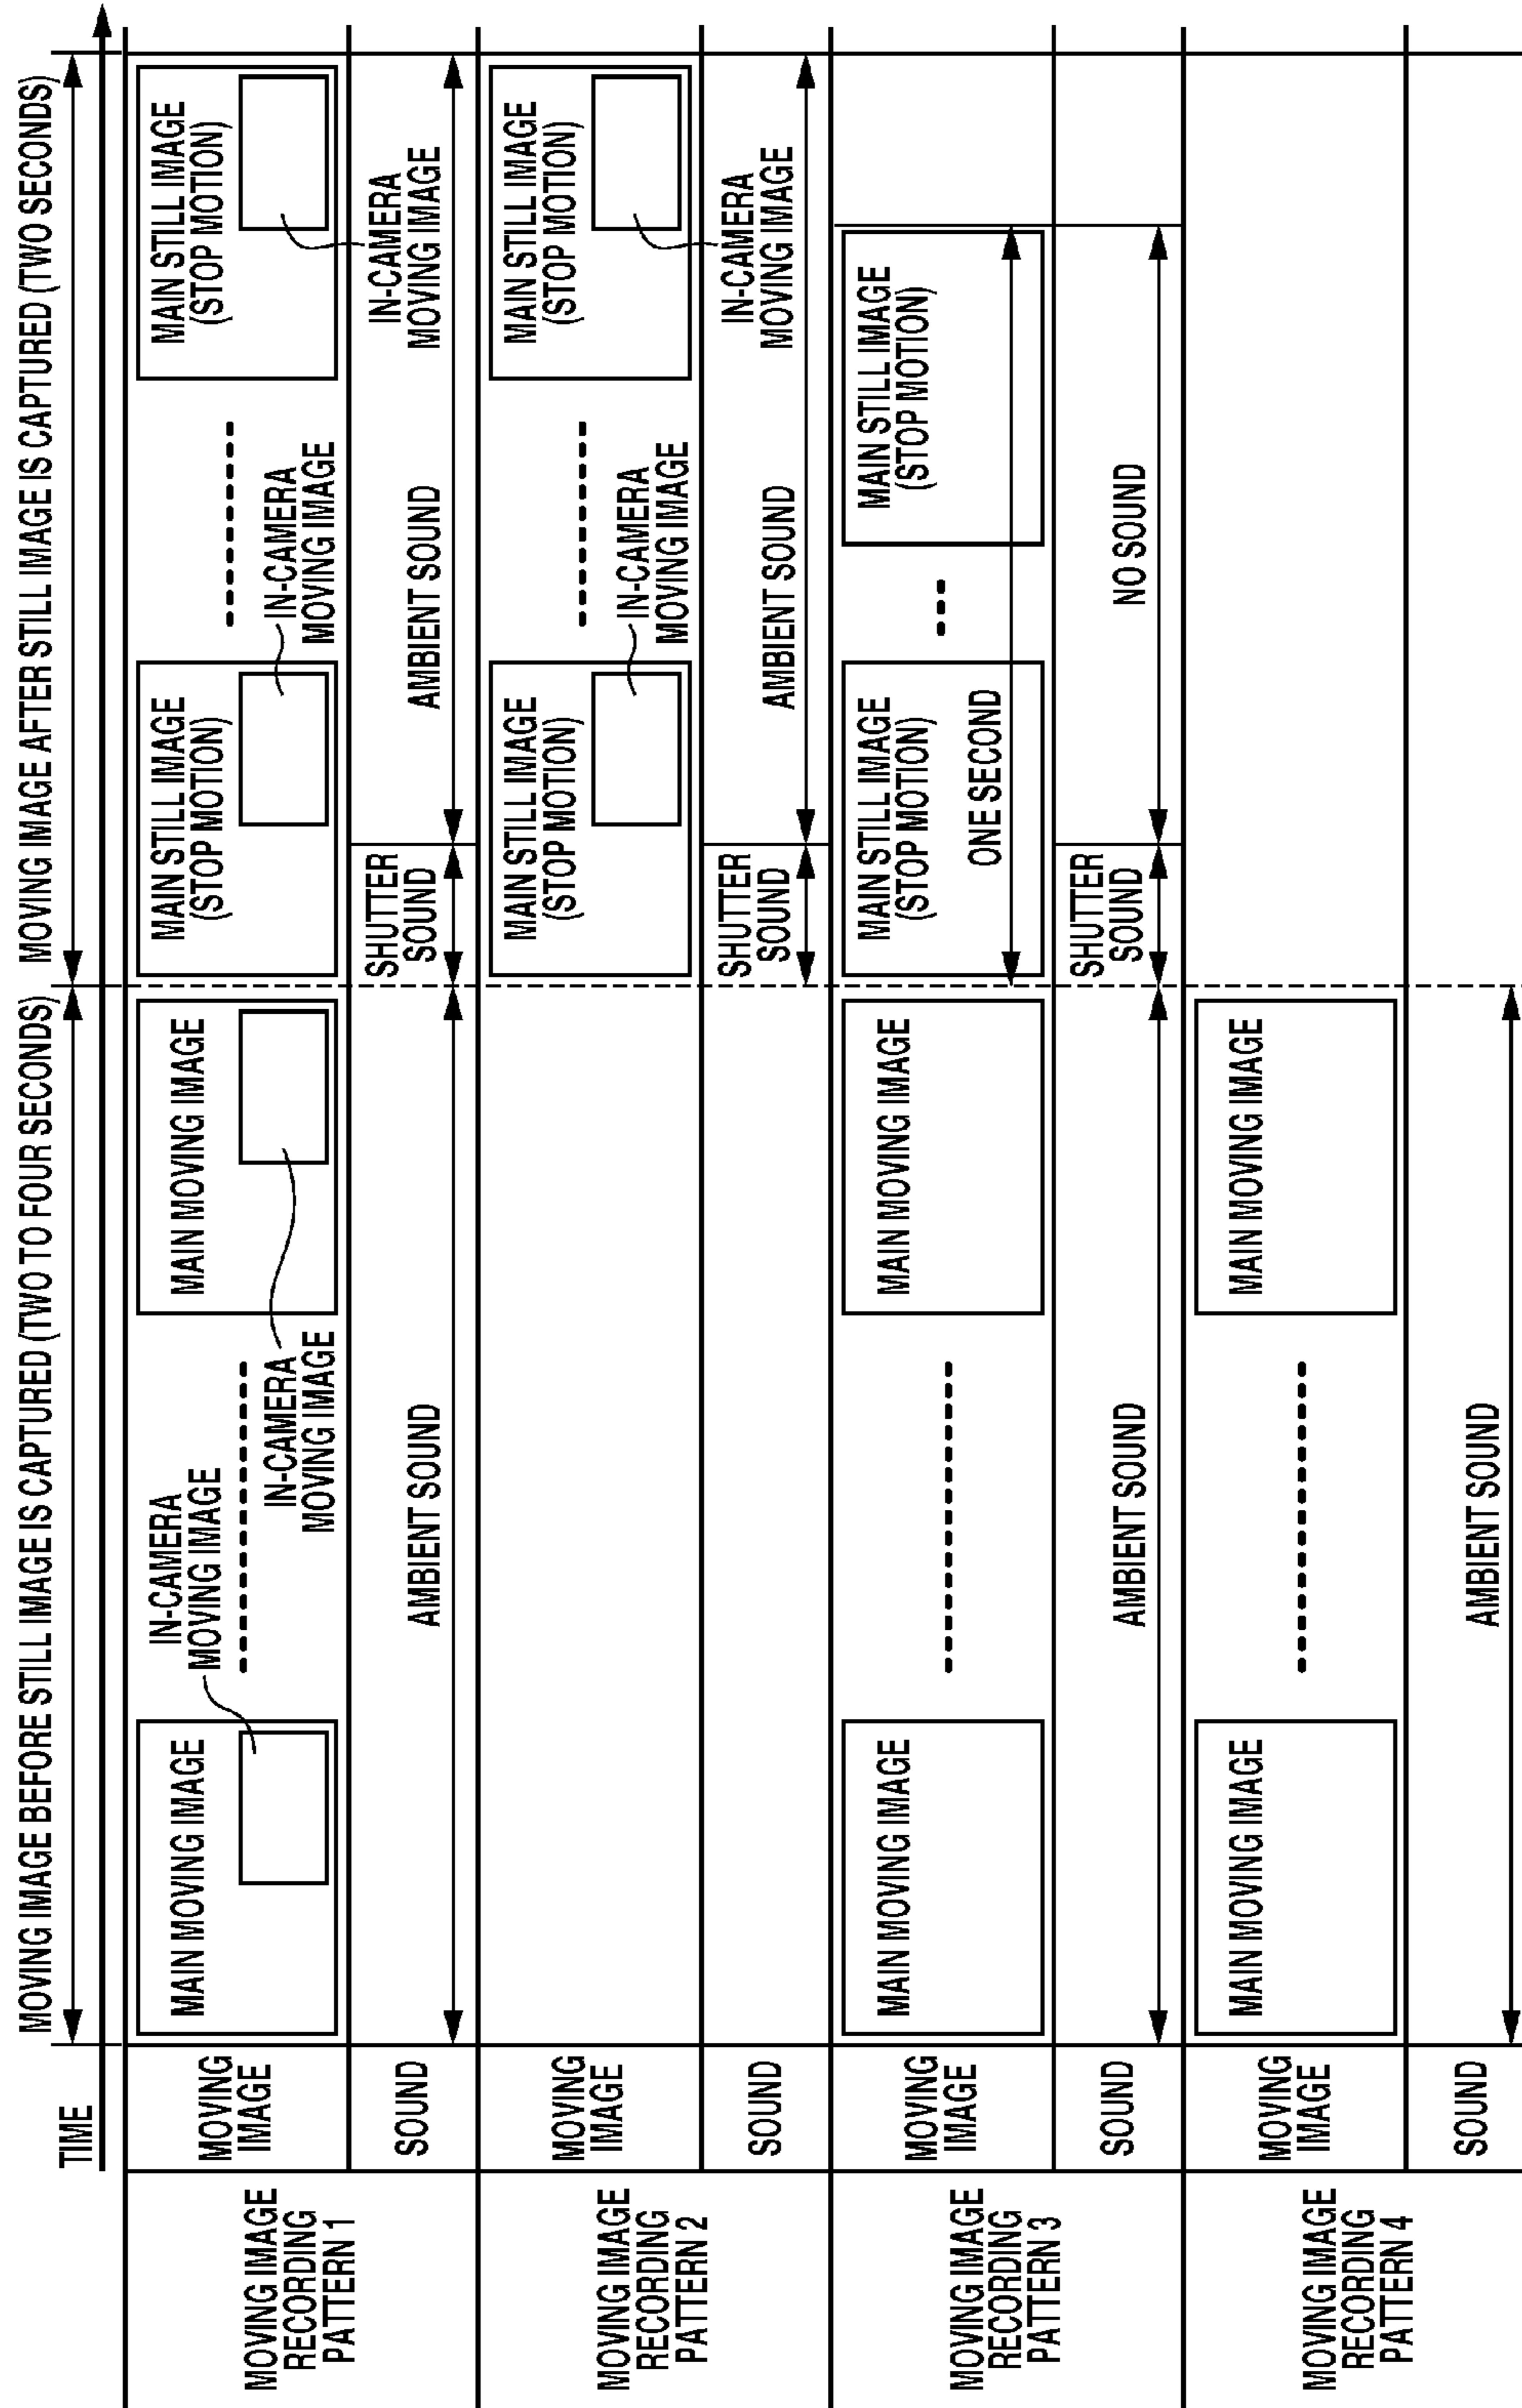 MOVING IMAGE BEFORE STILL IMAGE IS CAPTURED (TWO TO FOUR SECONDS)
MOVING IMAGE AFTER STILL IMAGE IS CAPTURED (TWO SECONDS)
TIME
MOVING IMAGE
RECORDING
PATTERN 1
MOVING
IMAGE
MAIN MOVING IMAGE
IN-CAMERA
MOVING IMAGE
MAIN MOVING IMAGE
IN-CAMERA
MOVING IMAGE
MAIN STILL IMAGE
(STOP MOTION)
IN-CAMERA
MOVING IMAGE
MAIN STILL IMAGE
(STOP MOTION)
IN-CAMERA
MOVING IMAGE
SOUND
AMBIENT SOUND
SHUTTER
SOUND
AMBIENT SOUND
MOVING IMAGE
RECORDING
PATTERN 2
MOVING
IMAGE
MAIN STILL IMAGE
(STOP MOTION)
IN-CAMERA
MOVING IMAGE
MAIN STILL IMAGE
(STOP MOTION)
IN-CAMERA
MOVING IMAGE
SOUND
SHUTTER
SOUND
AMBIENT SOUND
MOVING IMAGE
RECORDING
PATTERN 3
MOVING
IMAGE
MAIN MOVING IMAGE
MAIN MOVING IMAGE
MAIN STILL IMAGE
(STOP MOTION)
ONE SECOND
MAIN STILL IMAGE
(STOP MOTION)
SOUND
AMBIENT SOUND
SHUTTER
SOUND
NO SOUND
MOVING IMAGE
RECORDING
PATTERN 4
MOVING
IMAGE
MAIN MOVING IMAGE
MAIN MOVING IMAGE
SOUND
AMBIENT SOUND